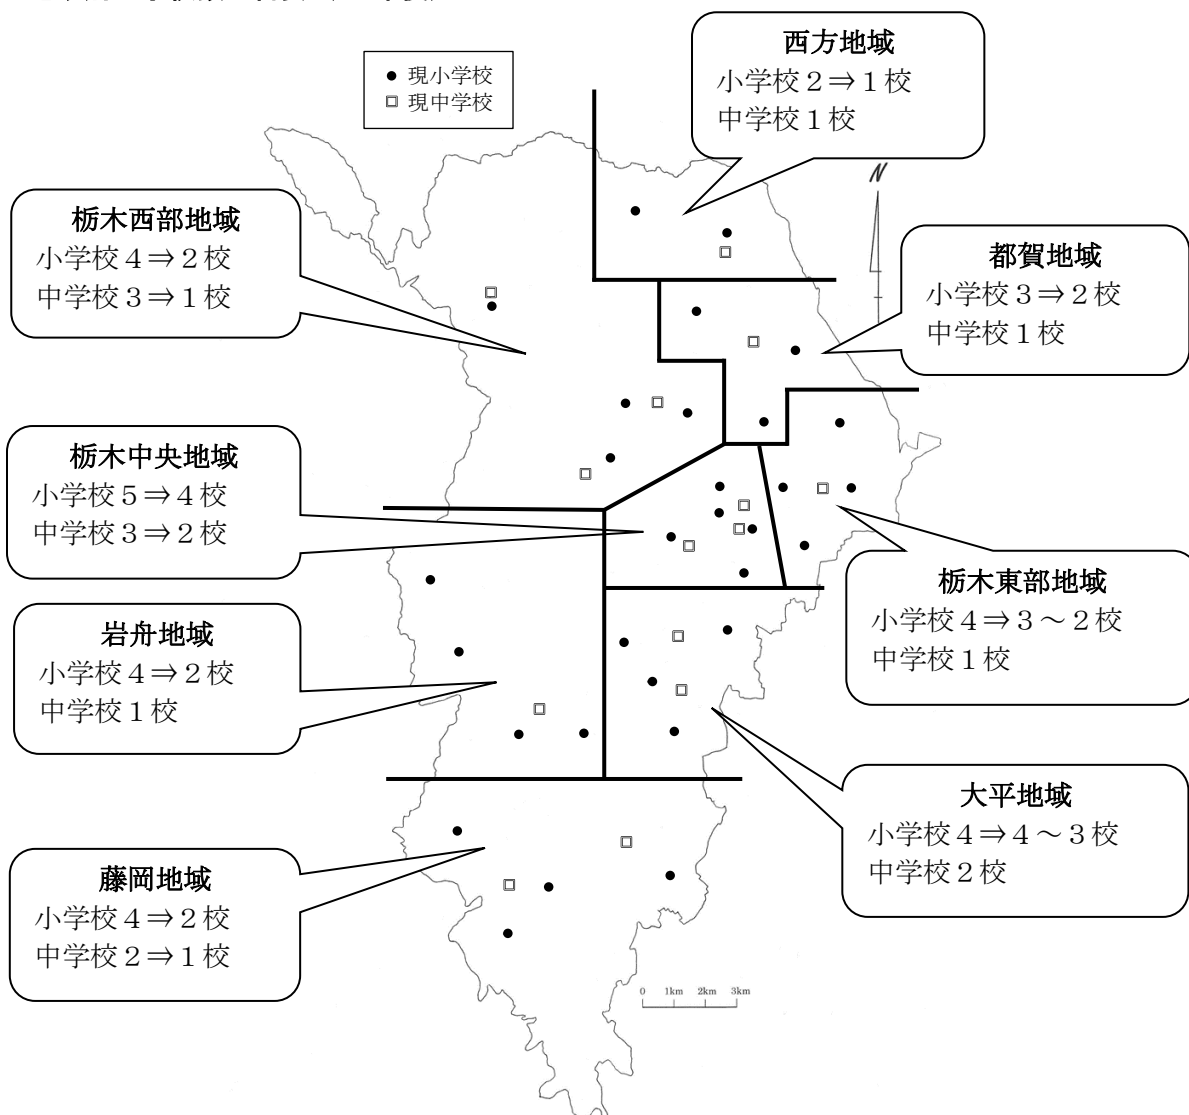 ● 現小学校
□ 現中学校
西方地域
小学校２⇒１校
中学校１校
N
栃木西部地域
小学校４⇒２校
中学校３⇒１校
都賀地域
小学校３⇒２校
中学校１校
栃木中央地域
小学校５⇒４校
中学校３⇒２校
栃木東部地域
小学校４⇒３～２校
中学校１校
岩舟地域
小学校４⇒２校
中学校１校
大平地域
小学校４⇒４～３校
中学校２校
藤岡地域
小学校４⇒２校
中学校２⇒１校
0 1km 2km 3km